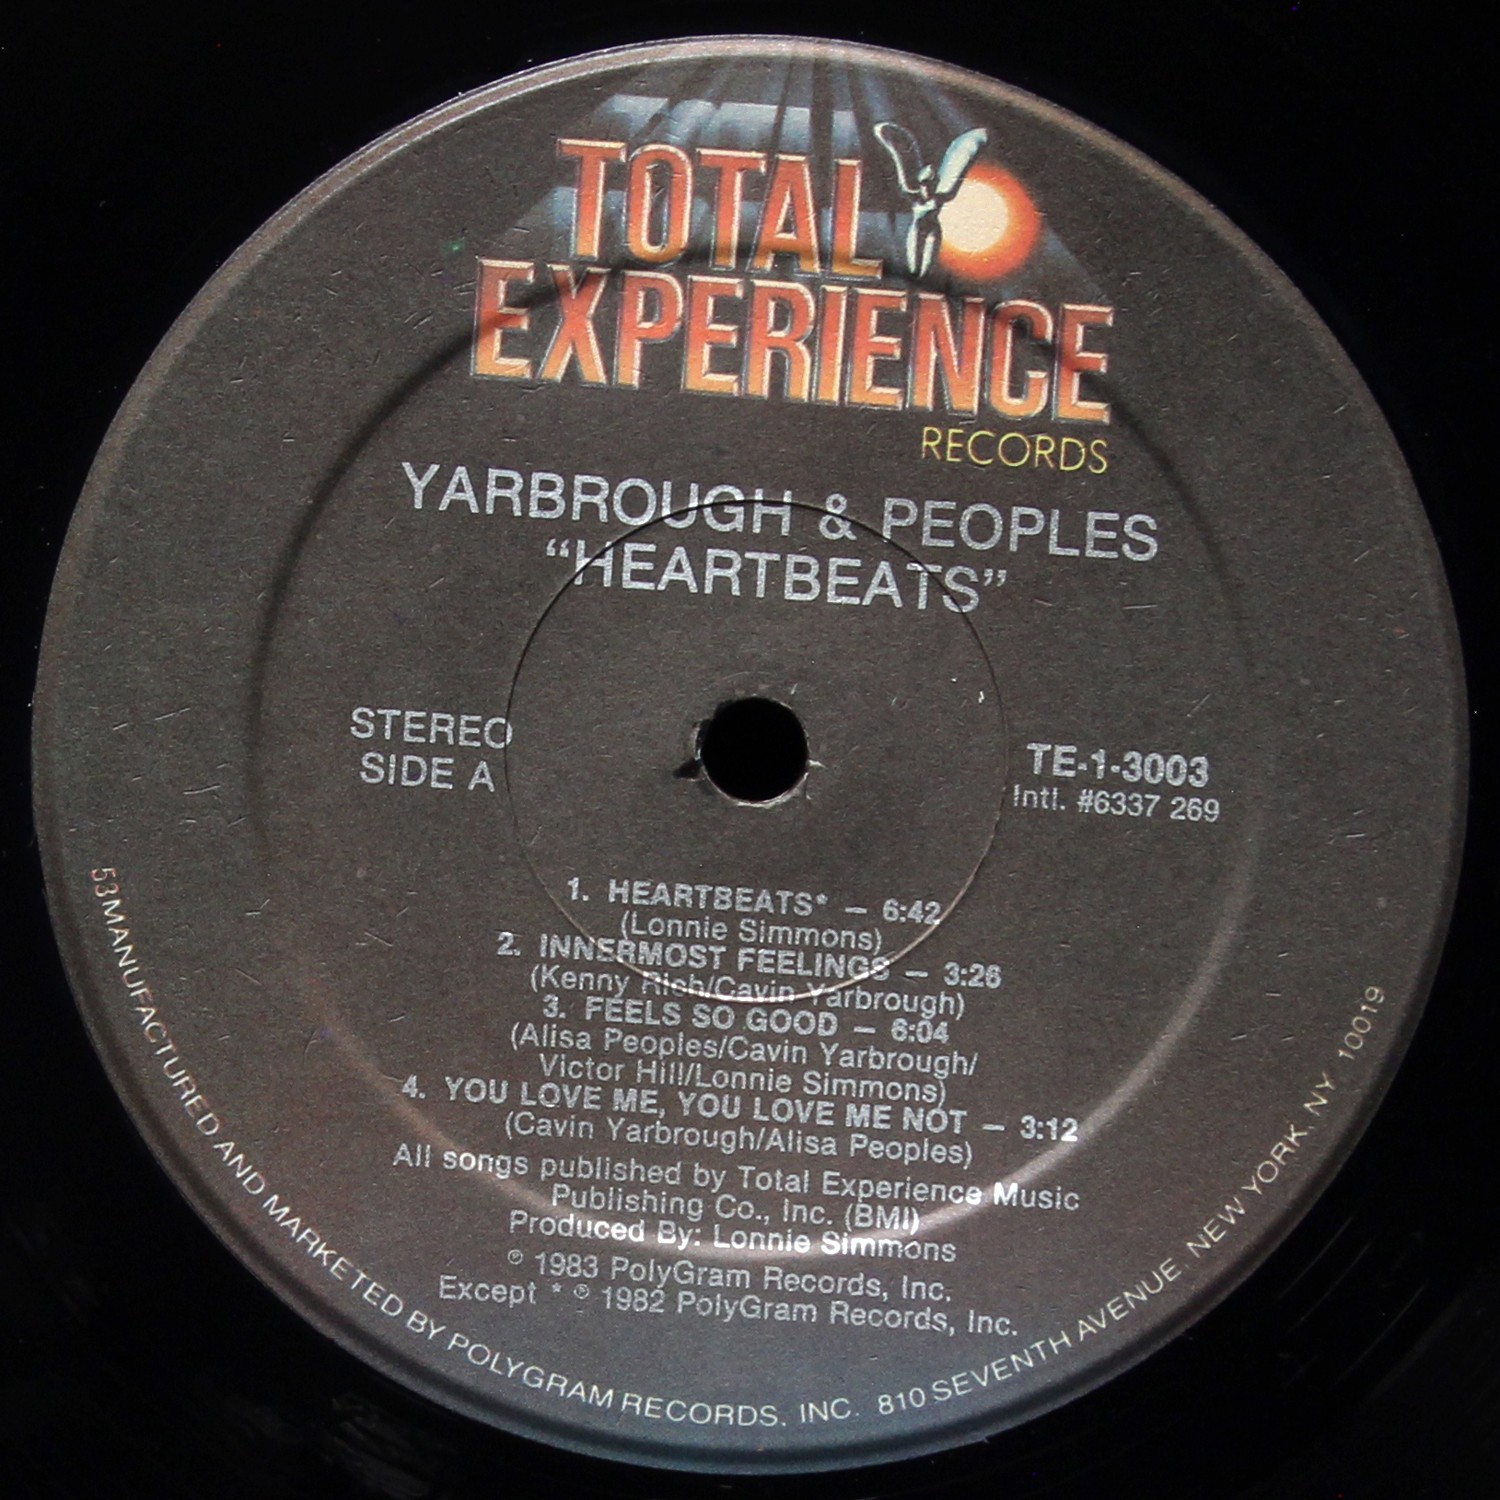 TOTAL
EXPERIENCE
RECORDS
YARBROUGH & PEOPLES
“HEARTBEATS”
STEREO
SIDE A
TE-1-3003
Intl. #6337 269
1. HEARTBEATS* — 6:42
(Lonnie Simmons)
2. INNERMOST FEELINGS — 3:26
(Kenny Rich/Cavin Yarbrough)
3. FEELS SO GOOD — 6:04
(Alisa Peoples/Cavin Yarbrough/
Victor Hill/Lonnie Simmons)
4. YOU LOVE ME, YOU LOVE ME NOT — 3:12
(Cavin Yarbrough/Alisa Peoples)
All songs published by Total Experience Music
Publishing Co., Inc. (BMI)
Produced By: Lonnie Simmons
℗ 1983 PolyGram Records, Inc.
Except * ℗ 1982 PolyGram Records, Inc.
53 MANUFACTURED AND MARKETED BY POLYGRAM RECORDS, INC. 810 SEVENTH AVENUE, NEW YORK, NY 10019